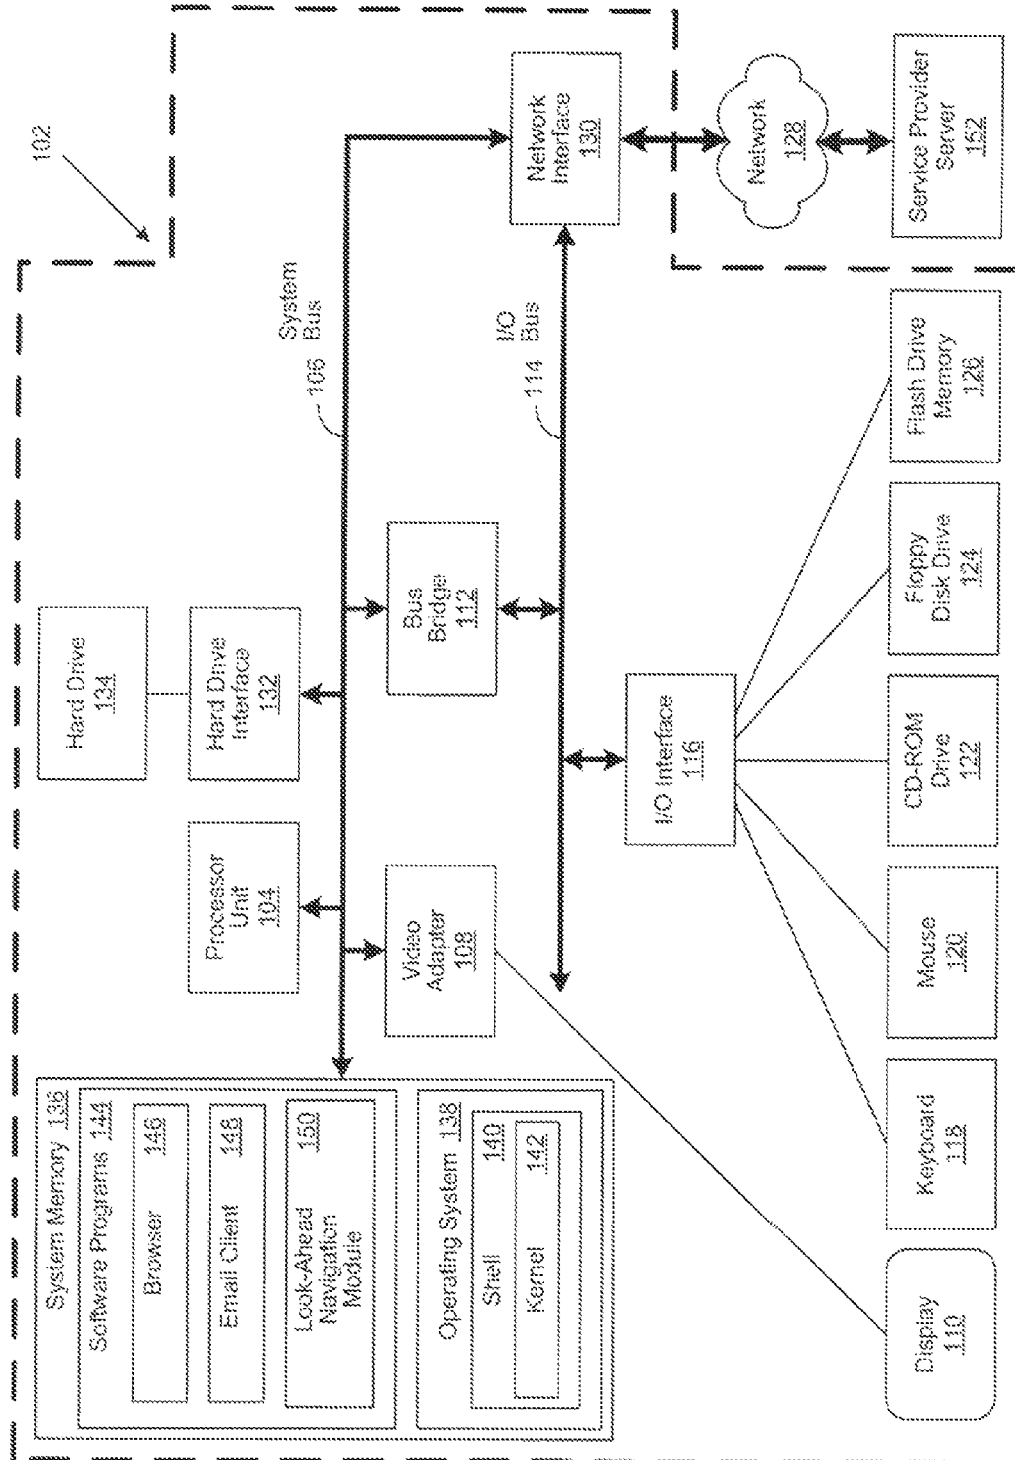 102
System Memory 136
Software Programs 144
Browser 146
Email Client 148
Look-Ahead
Navigation
Module
150
Operating System 138
Shell 140
Kernel 142
Processor
Unit
104
Hard Drive
134
Hard Drive
Interface
132
System
Bus
106
Video
Adapter
108
Bus
Bridge
112
I/O
Bus
114
Network
Interface
130
I/O Interface
116
Network
128
Display
110
Keyboard
118
Mouse
120
CD-ROM
Drive
122
Floppy
Disk Drive
124
Flash Drive
Memory
126
Service Provider
Server
152